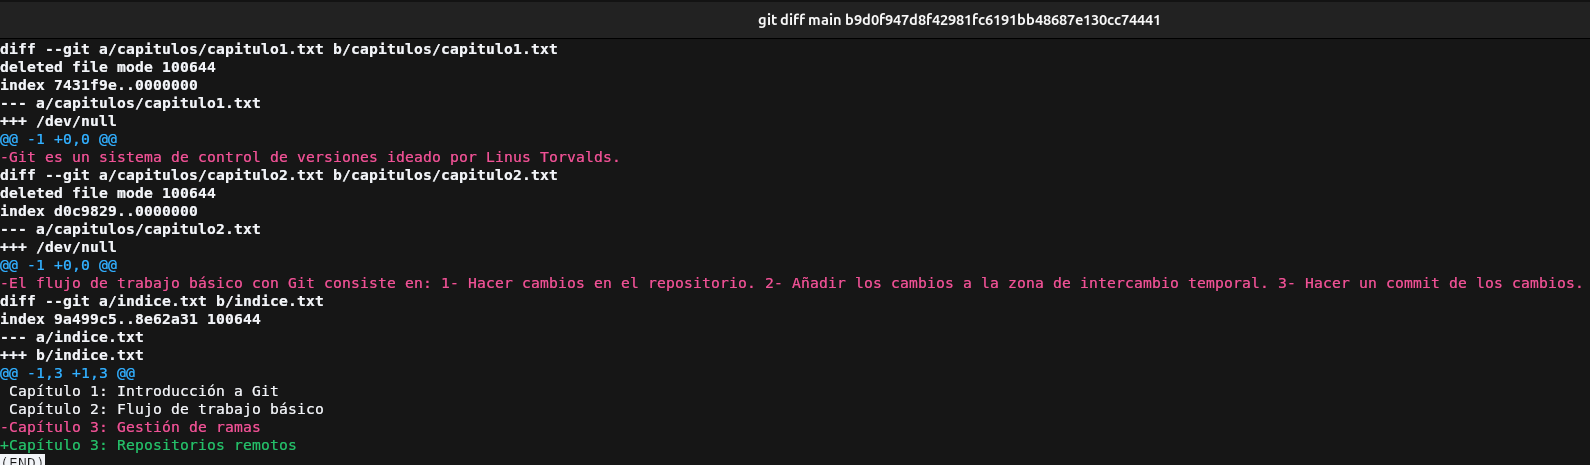 git diff main b9d0f947d8f42981fc6191bb48687e130cc74441
diff --git a/capitulos/capitulo1.txt b/capitulos/capitulo1.txt
deleted file mode 100644
index 7431f9e..0000000
--- a/capitulos/capitulo1.txt
+++ /dev/null
@@ -1 +0,0 @@
-Git es un sistema de control de versiones ideado por Linus Torvalds.
diff --git a/capitulos/capitulo2.txt b/capitulos/capitulo2.txt
deleted file mode 100644
index d0c9829..0000000
--- a/capitulos/capitulo2.txt
+++ /dev/null
@@ -1 +0,0 @@
-El flujo de trabajo básico con Git consiste en: 1- Hacer cambios en el repositorio. 2- Añadir los cambios a la zona de intercambio temporal. 3- Hacer un commit de los cambios.
diff --git a/indice.txt b/indice.txt
index 9a499c5..8e62a31 100644
--- a/indice.txt
+++ b/indice.txt
@@ -1,3 +1,3 @@
 Capítulo 1: Introducción a Git
 Capítulo 2: Flujo de trabajo básico
-Capítulo 3: Gestión de ramas
+Capítulo 3: Repositorios remotos
(END)